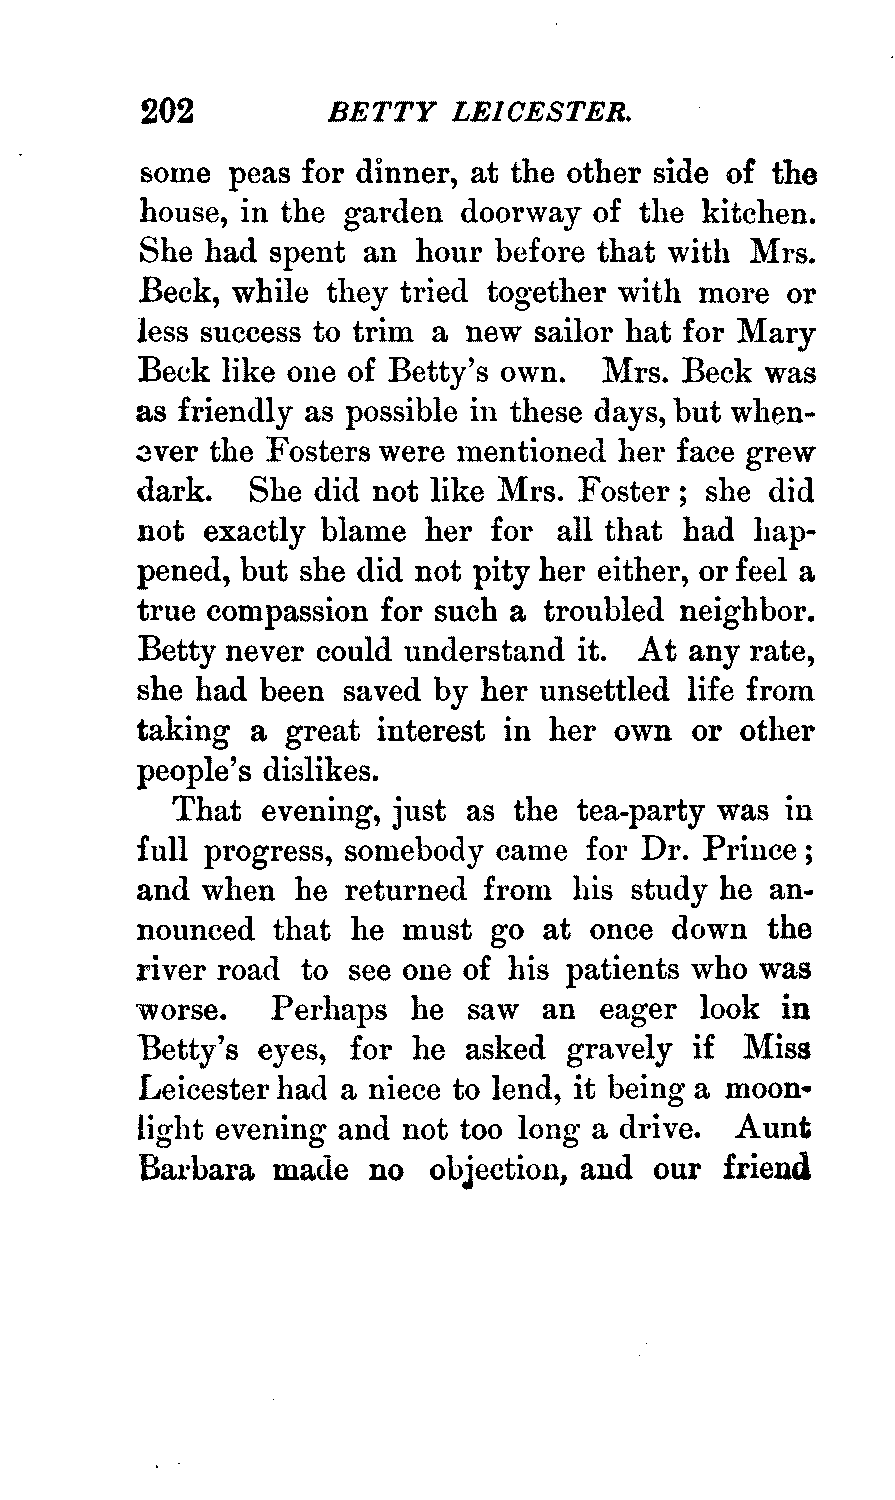 202 BETTY LEICESTER.
some peas for dinner, at the other side of the
house, in the garden doorway of the kitchen.
She had spent an hour before that with Mrs.
Beck, while they tried together with more or
less success to trim a new sailor hat for Mary
Beck like one of Betty's own. Mrs. Beck was
as friendly as possible in these days, but when-
ever the Fosters were mentioned her face grew
dark. She did not like Mrs. Foster; she did
not exactly blame her for all that had hap-
pened, but she did not pity her either, or feel a
true compassion for such a troubled neighbor.
Betty never could understand it. At any rate,
she had been saved by her unsettled life from
taking a great interest in her own or other
people's dislikes.
That evening, just as the tea-party was in
full progress, somebody came for Dr. Prince;
and when he returned from his study he an-
nounced that he must go at once down the
river road to see one of his patients who was
worse. Perhaps he saw an eager look in
Betty's eyes, for he asked gravely if Miss
Leicester had a niece to lend, it being a moon-
light evening and not too long a drive. Aunt
Barbara made no objection, and our friend